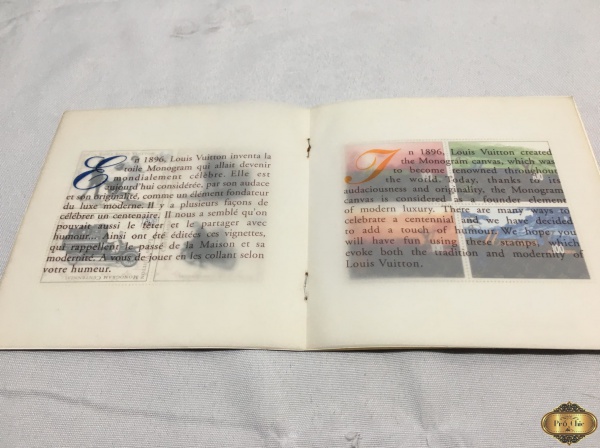 En 1896, Louis Vuitton inventa la
toile Monogram qui allait devenir
mondialement célèbre. Elle est
aujourd'hui considérée, par son audace
et son originalité, comme un élément fondateur
du luxe moderne. Il y a plusieurs façons de
célébrer un centenaire. Il nous a semblé qu'on
pouvait aussi le fêter et le partager avec
humour... Ainsi ont été éditées ces vignettes,
qui rappellent le passé de la Maison et sa
modernité. A vous de jouer en les collant selon
votre humeur.
In 1896, Louis Vuitton created
the Monogram canvas, which was
to become renowned throughout
the world. Today, thanks to its
audaciousness and originality, the Monogram
canvas is considered as a founder element
of modern luxury. There are many ways to
celebrate a centennial and we have decided
to add a touch of humour. We hope you
will have fun using these stamps, which
evoke both the tradition and modernity of
Louis Vuitton.
Pro Chic